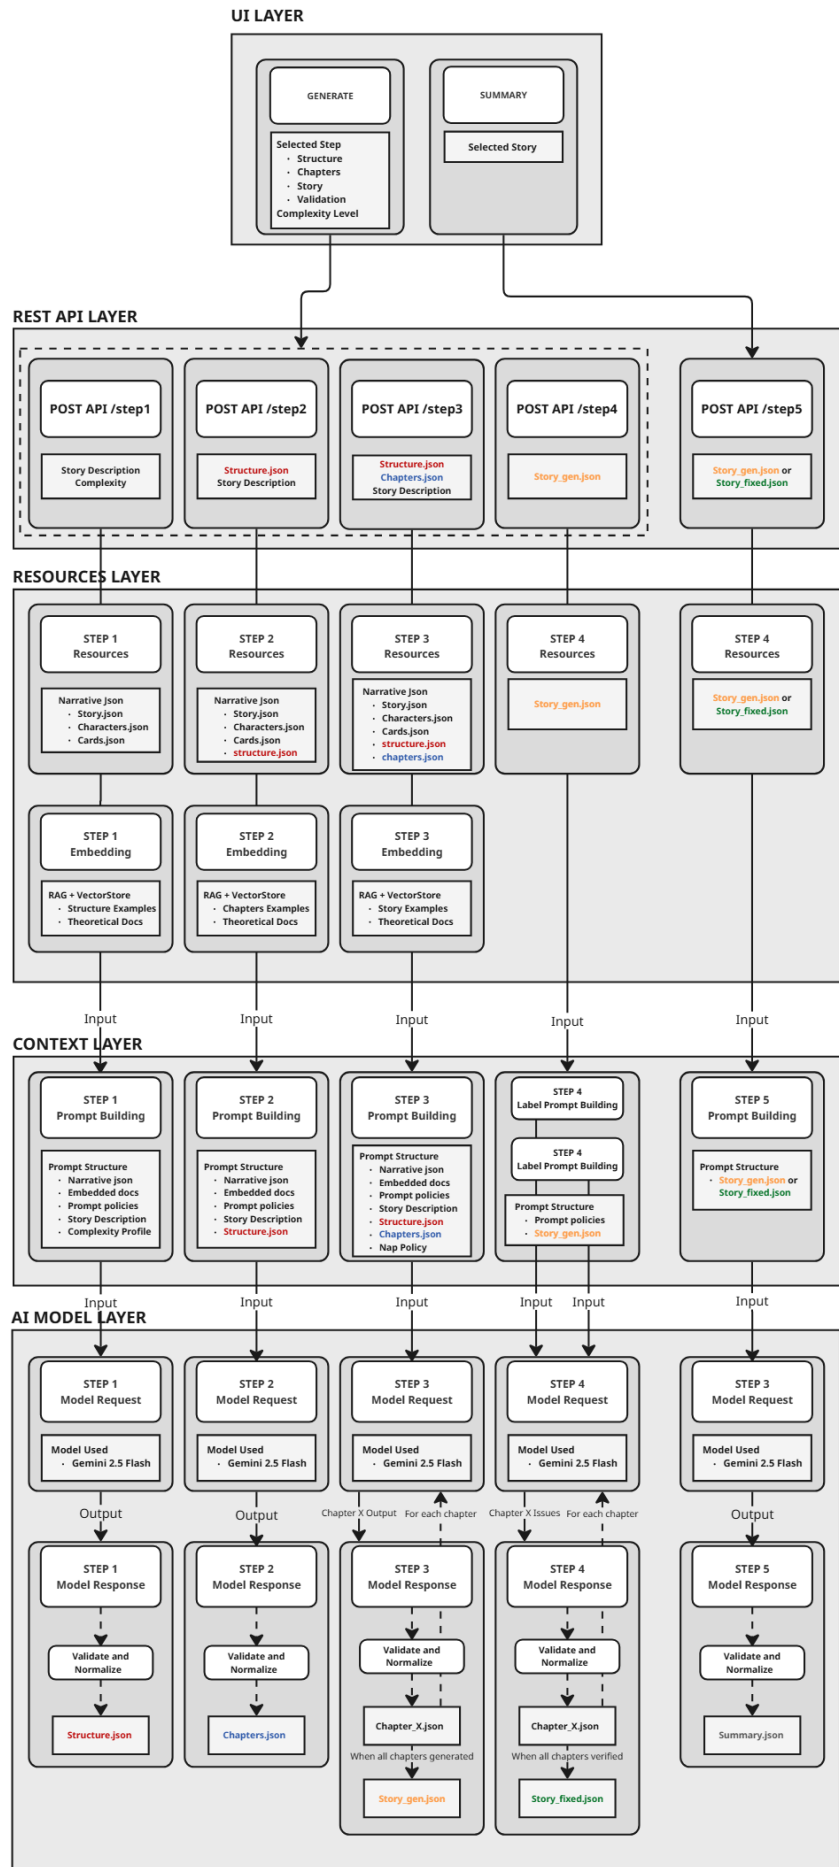 UI LAYER
GENERATE
Selected Step
· Structure
· Chapters
· Story
· Validation
Complexity Level
SUMMARY
Selected Story
REST API LAYER
POST API /step1
Story Description
Complexity
POST API /step2
Structure.json
Story Description
POST API /step3
Structure.json
Chapters.json
Story Description
POST API /step4
Story_gen.json
POST API /step5
Story_gen.json or
Story_fixed.json
RESOURCES LAYER
STEP 1
Resources
Narrative Json
· Story.json
· Characters.json
· Cards.json
STEP 2
Resources
Narrative Json
· Story.json
· Characters.json
· Cards.json
· structure.json
STEP 3
Resources
Narrative Json
· Story.json
· Characters.json
· Cards.json
· structure.json
· chapters.json
STEP 4
Resources
Story_gen.json
STEP 4
Resources
Story_gen.json or
Story_fixed.json
STEP 1
Embedding
RAG + VectorStore
· Structure Examples
· Theoretical Docs
STEP 2
Embedding
RAG + VectorStore
· Chapters Examples
· Theoretical Docs
STEP 3
Embedding
RAG + VectorStore
· Story Examples
· Theoretical Docs
Input
Input
Input
Input
Input
CONTEXT LAYER
STEP 1
Prompt Building
Prompt Structure
· Narrative json
· Embedded docs
· Prompt policies
· Story Description
· Complexity Profile
STEP 2
Prompt Building
Prompt Structure
· Narrative json
· Embedded docs
· Prompt policies
· Story Description
· Structure.json
STEP 3
Prompt Building
Prompt Structure
· Narrative json
· Embedded docs
· Prompt policies
· Story Description
· Structure.json
· Chapters.json
· Nap Policy
STEP 4
Label Prompt Building
STEP 4
Label Prompt Building
Prompt Structure
· Prompt policies
· Story_gen.json
STEP 5
Prompt Building
Prompt Structure
· Story_gen.json or
Story_fixed.json
Input
Input
Input
Input
Input
Input
AI MODEL LAYER
STEP 1
Model Request
Model Used
· Gemini 2.5 Flash
STEP 2
Model Request
Model Used
· Gemini 2.5 Flash
STEP 3
Model Request
Model Used
· Gemini 2.5 Flash
STEP 4
Model Request
Model Used
· Gemini 2.5 Flash
STEP 3
Model Request
Model Used
· Gemini 2.5 Flash
Output
Output
Chapter X Output
For each chapter
Chapter X Issues
For each chapter
Output
STEP 1
Model Response
Validate and
Normalize
Structure.json
STEP 2
Model Response
Validate and
Normalize
Chapters.json
STEP 3
Model Response
Validate and
Normalize
Chapter_X.json
When all chapters generated
Story_gen.json
STEP 4
Model Response
Validate and
Normalize
Chapter_X.json
When all chapters verified
Story_fixed.json
STEP 5
Model Response
Validate and
Normalize
Summary.json